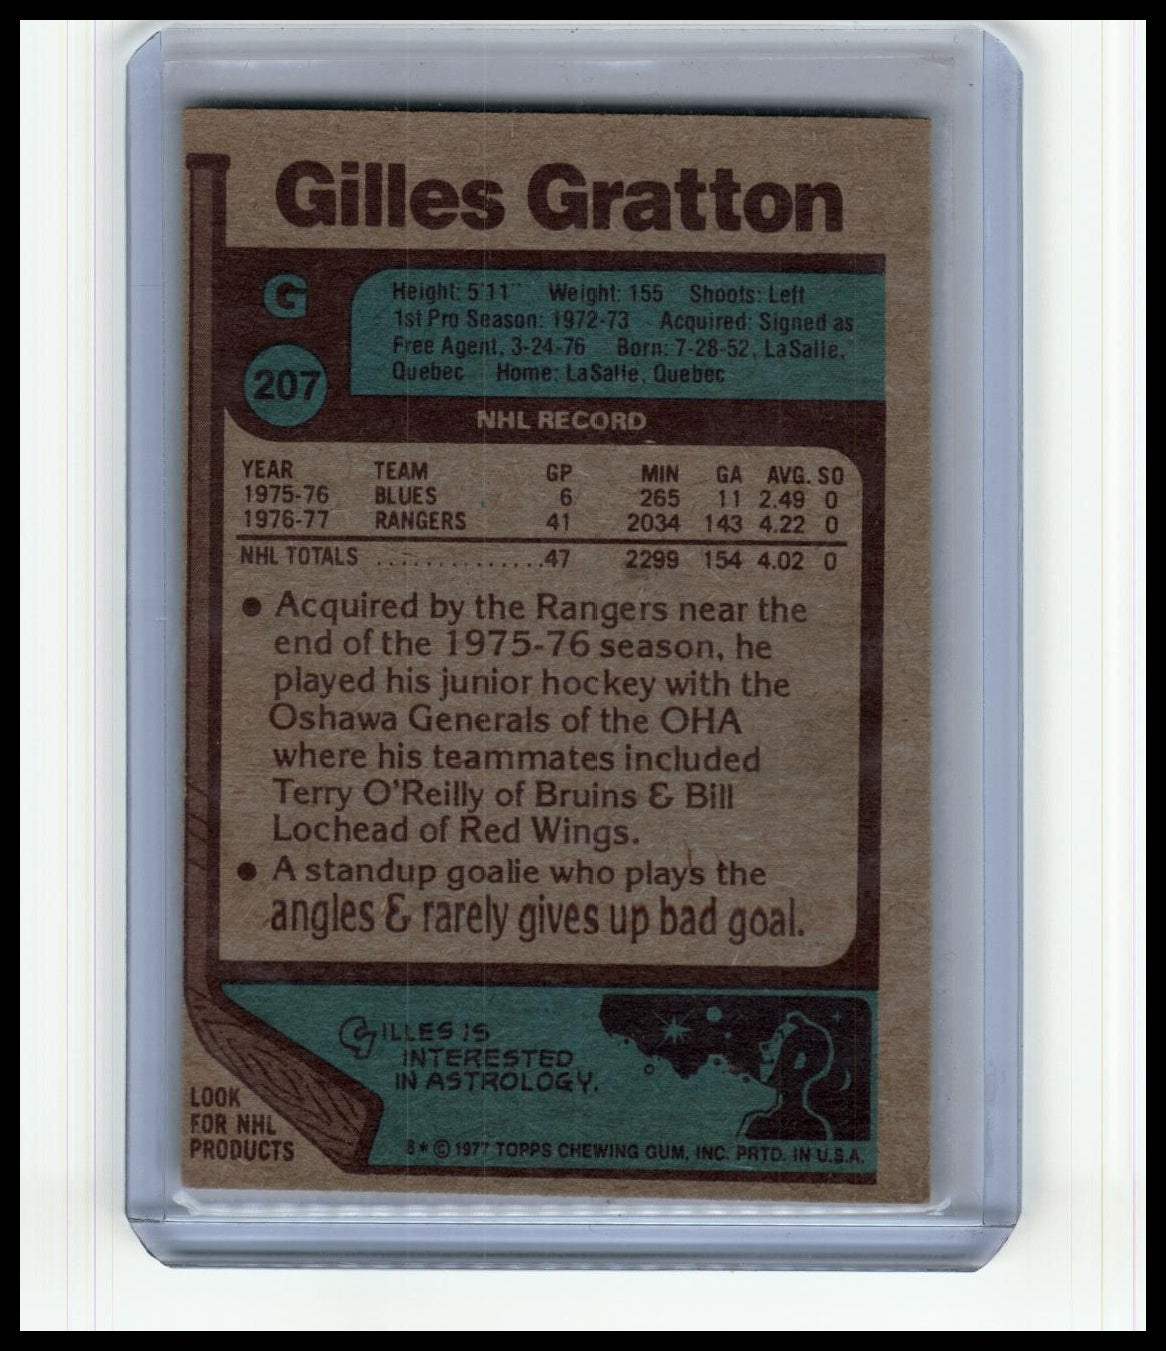 Gilles Gratton
G
207
Height: 5'11" Weight: 155 Shoots: Left
1st Pro Season: 1972-73 Acquired: Signed as
Free Agent, 3-24-76 Born: 7-28-52, LaSalle,
Quebec Home: LaSalle, Quebec
NHL RECORD
YEAR TEAM GP MIN GA AVG. SO
1975-76 BLUES 6 265 11 2.49 0
1976-77 RANGERS 41 2034 143 4.22 0
NHL TOTALS ..............47 2299 154 4.02 0
● Acquired by the Rangers near the
end of the 1975-76 season, he
played his junior hockey with the
Oshawa Generals of the OHA
where his teammates included
Terry O'Reilly of Bruins & Bill
Lochead of Red Wings.
● A standup goalie who plays the
angles & rarely gives up bad goal.
GILLES IS
INTERESTED
IN ASTROLOGY.
LOOK
FOR NHL
PRODUCTS
8* © 1977 TOPPS CHEWING GUM, INC. PRTD. IN U.S.A.